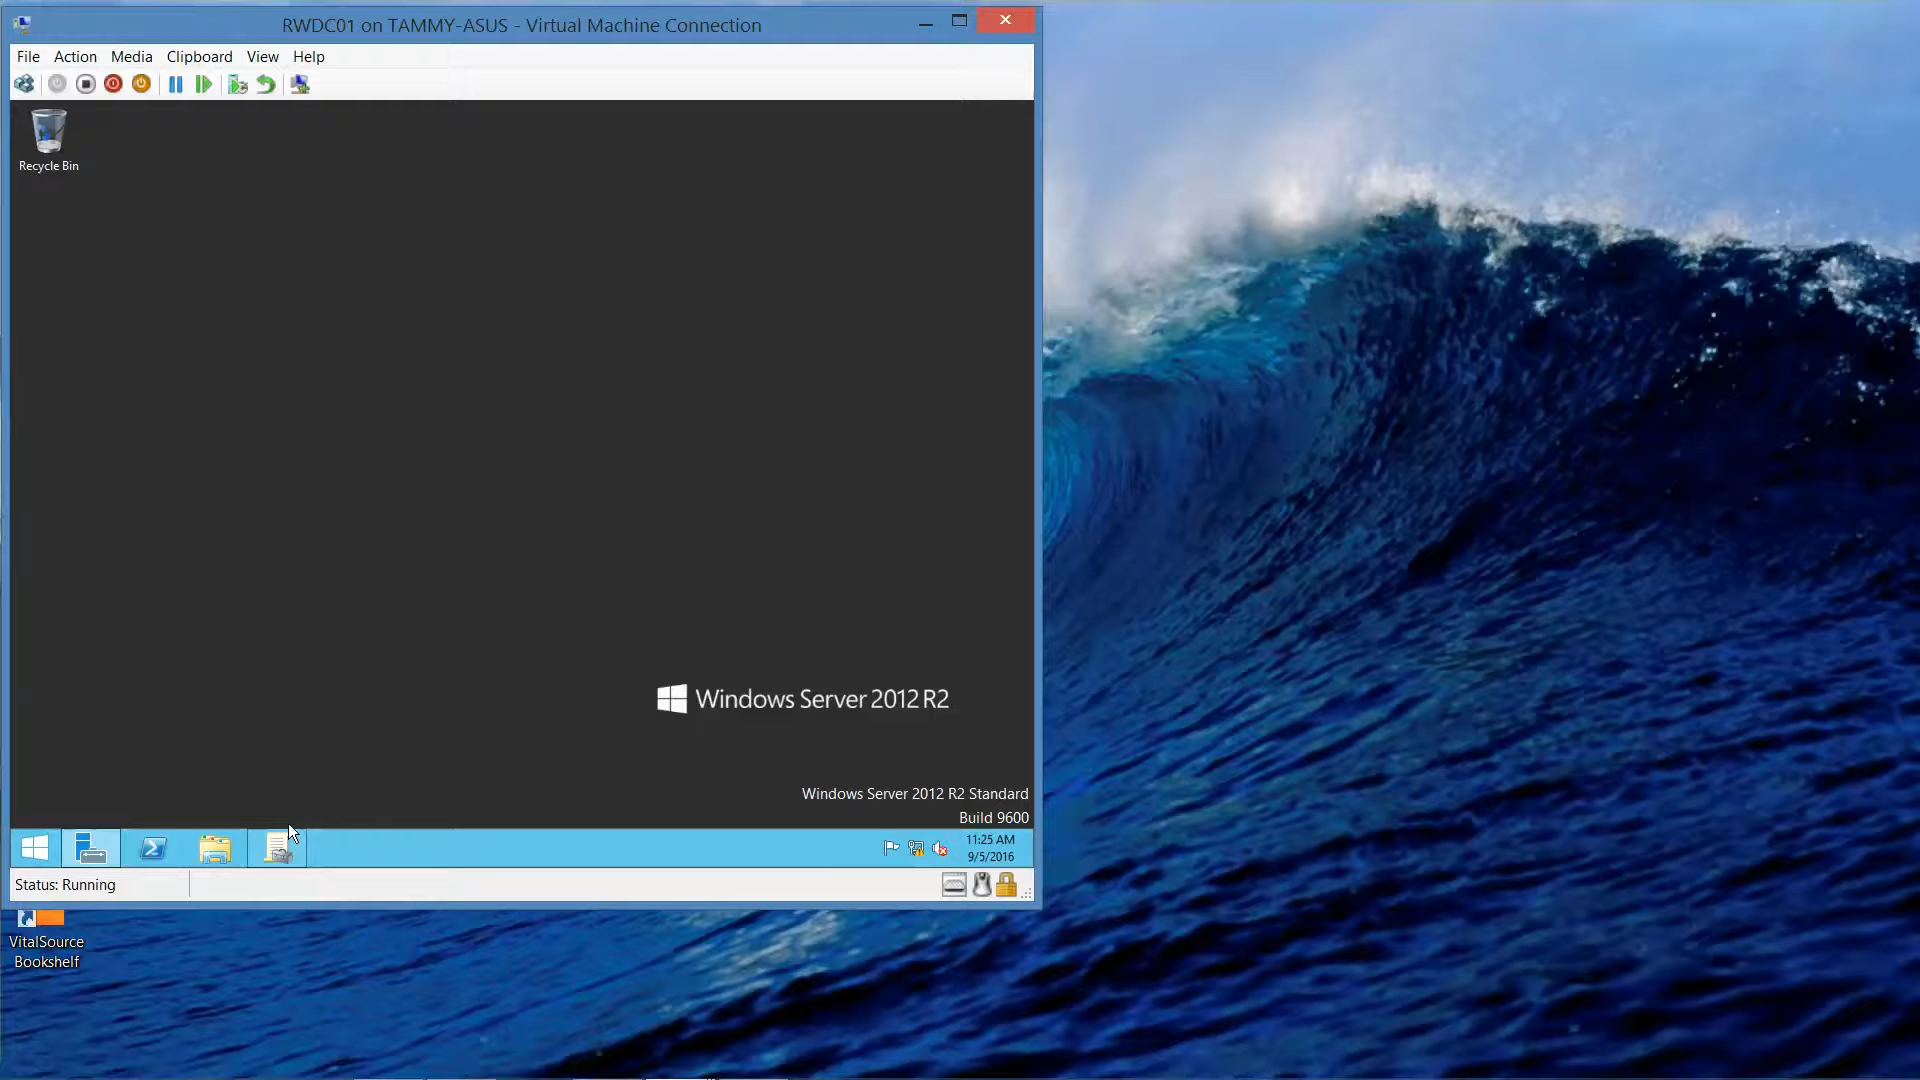 RWDC01 on TAMMY-ASUS - Virtual Machine Connection
File Action Media Clipboard View Help
Recycle Bin
Windows Server 2012 R2
Windows Server 2012 R2 Standard
Build 9600
11:25 AM
9/5/2016
Status: Running
VitalSource
Bookshelf